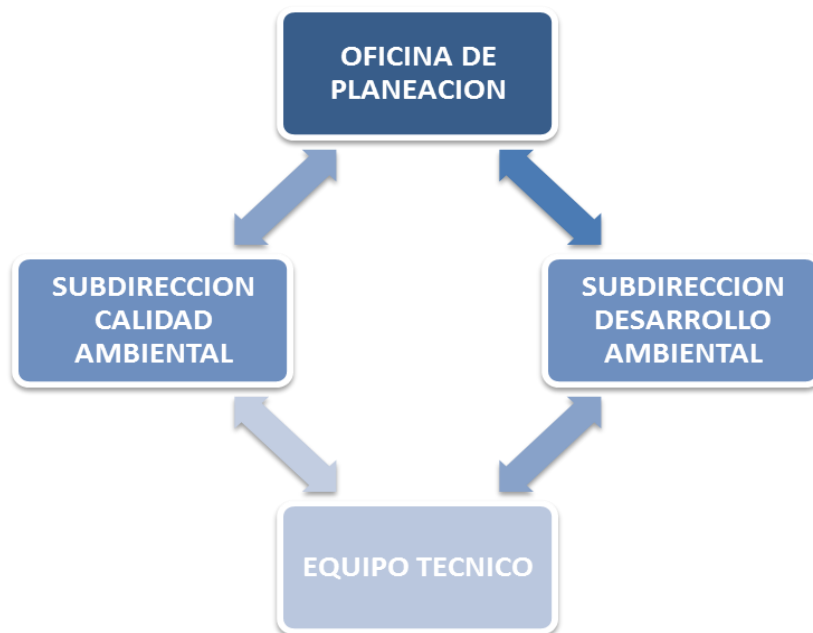 OFICINA DE
PLANEACION
SUBDIRECCION
CALIDAD
AMBIENTAL
SUBDIRECCION
DESARROLLO
AMBIENTAL
EQUIPO TECNICO